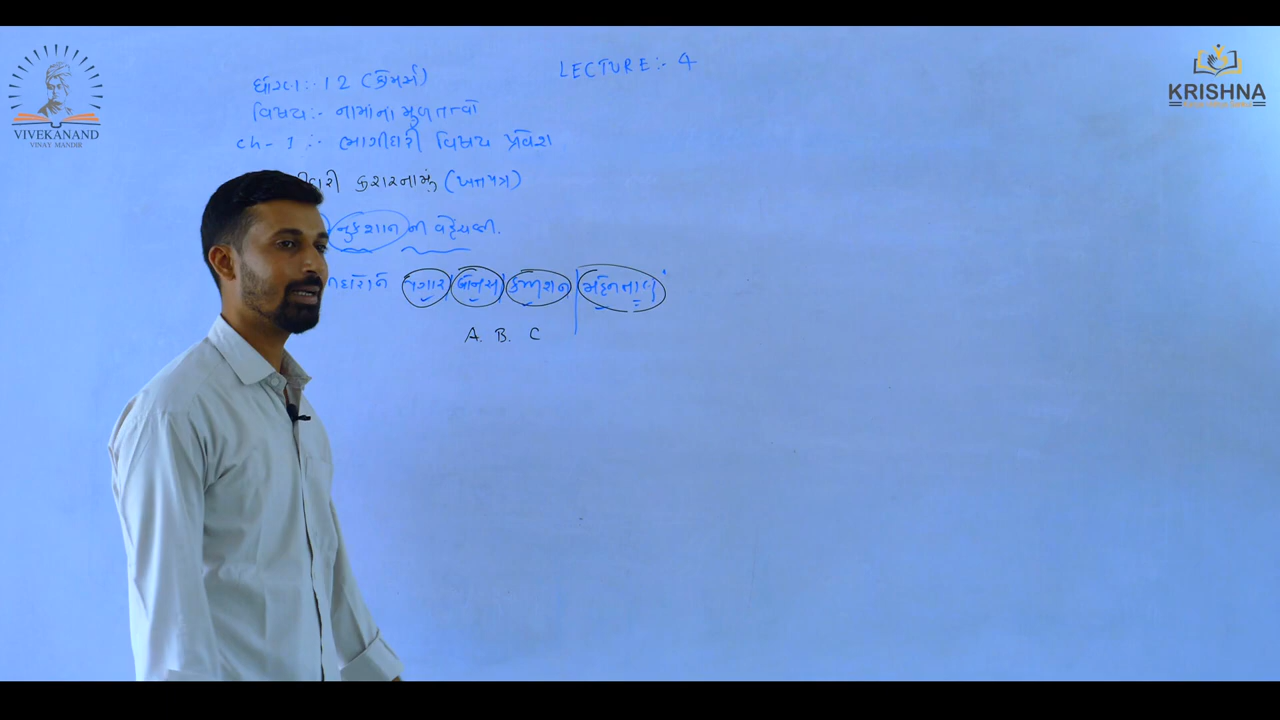 LECTURE :- 4
ધોરણ :- 12 (કોમર્સ)
વિષય :- નામાંના મુળતત્વો
ch - 1 :- ભાગીદારી વિષય પ્રવેશ
કરારનામું (ખતપત્ર)
નુકશાન ની વહેંચણી.
પગાર | બોનસ | કમિશન | મહેનતાણુ
A. B. C
VIVEKANAND
VINAY MANDIR
KRISHNA